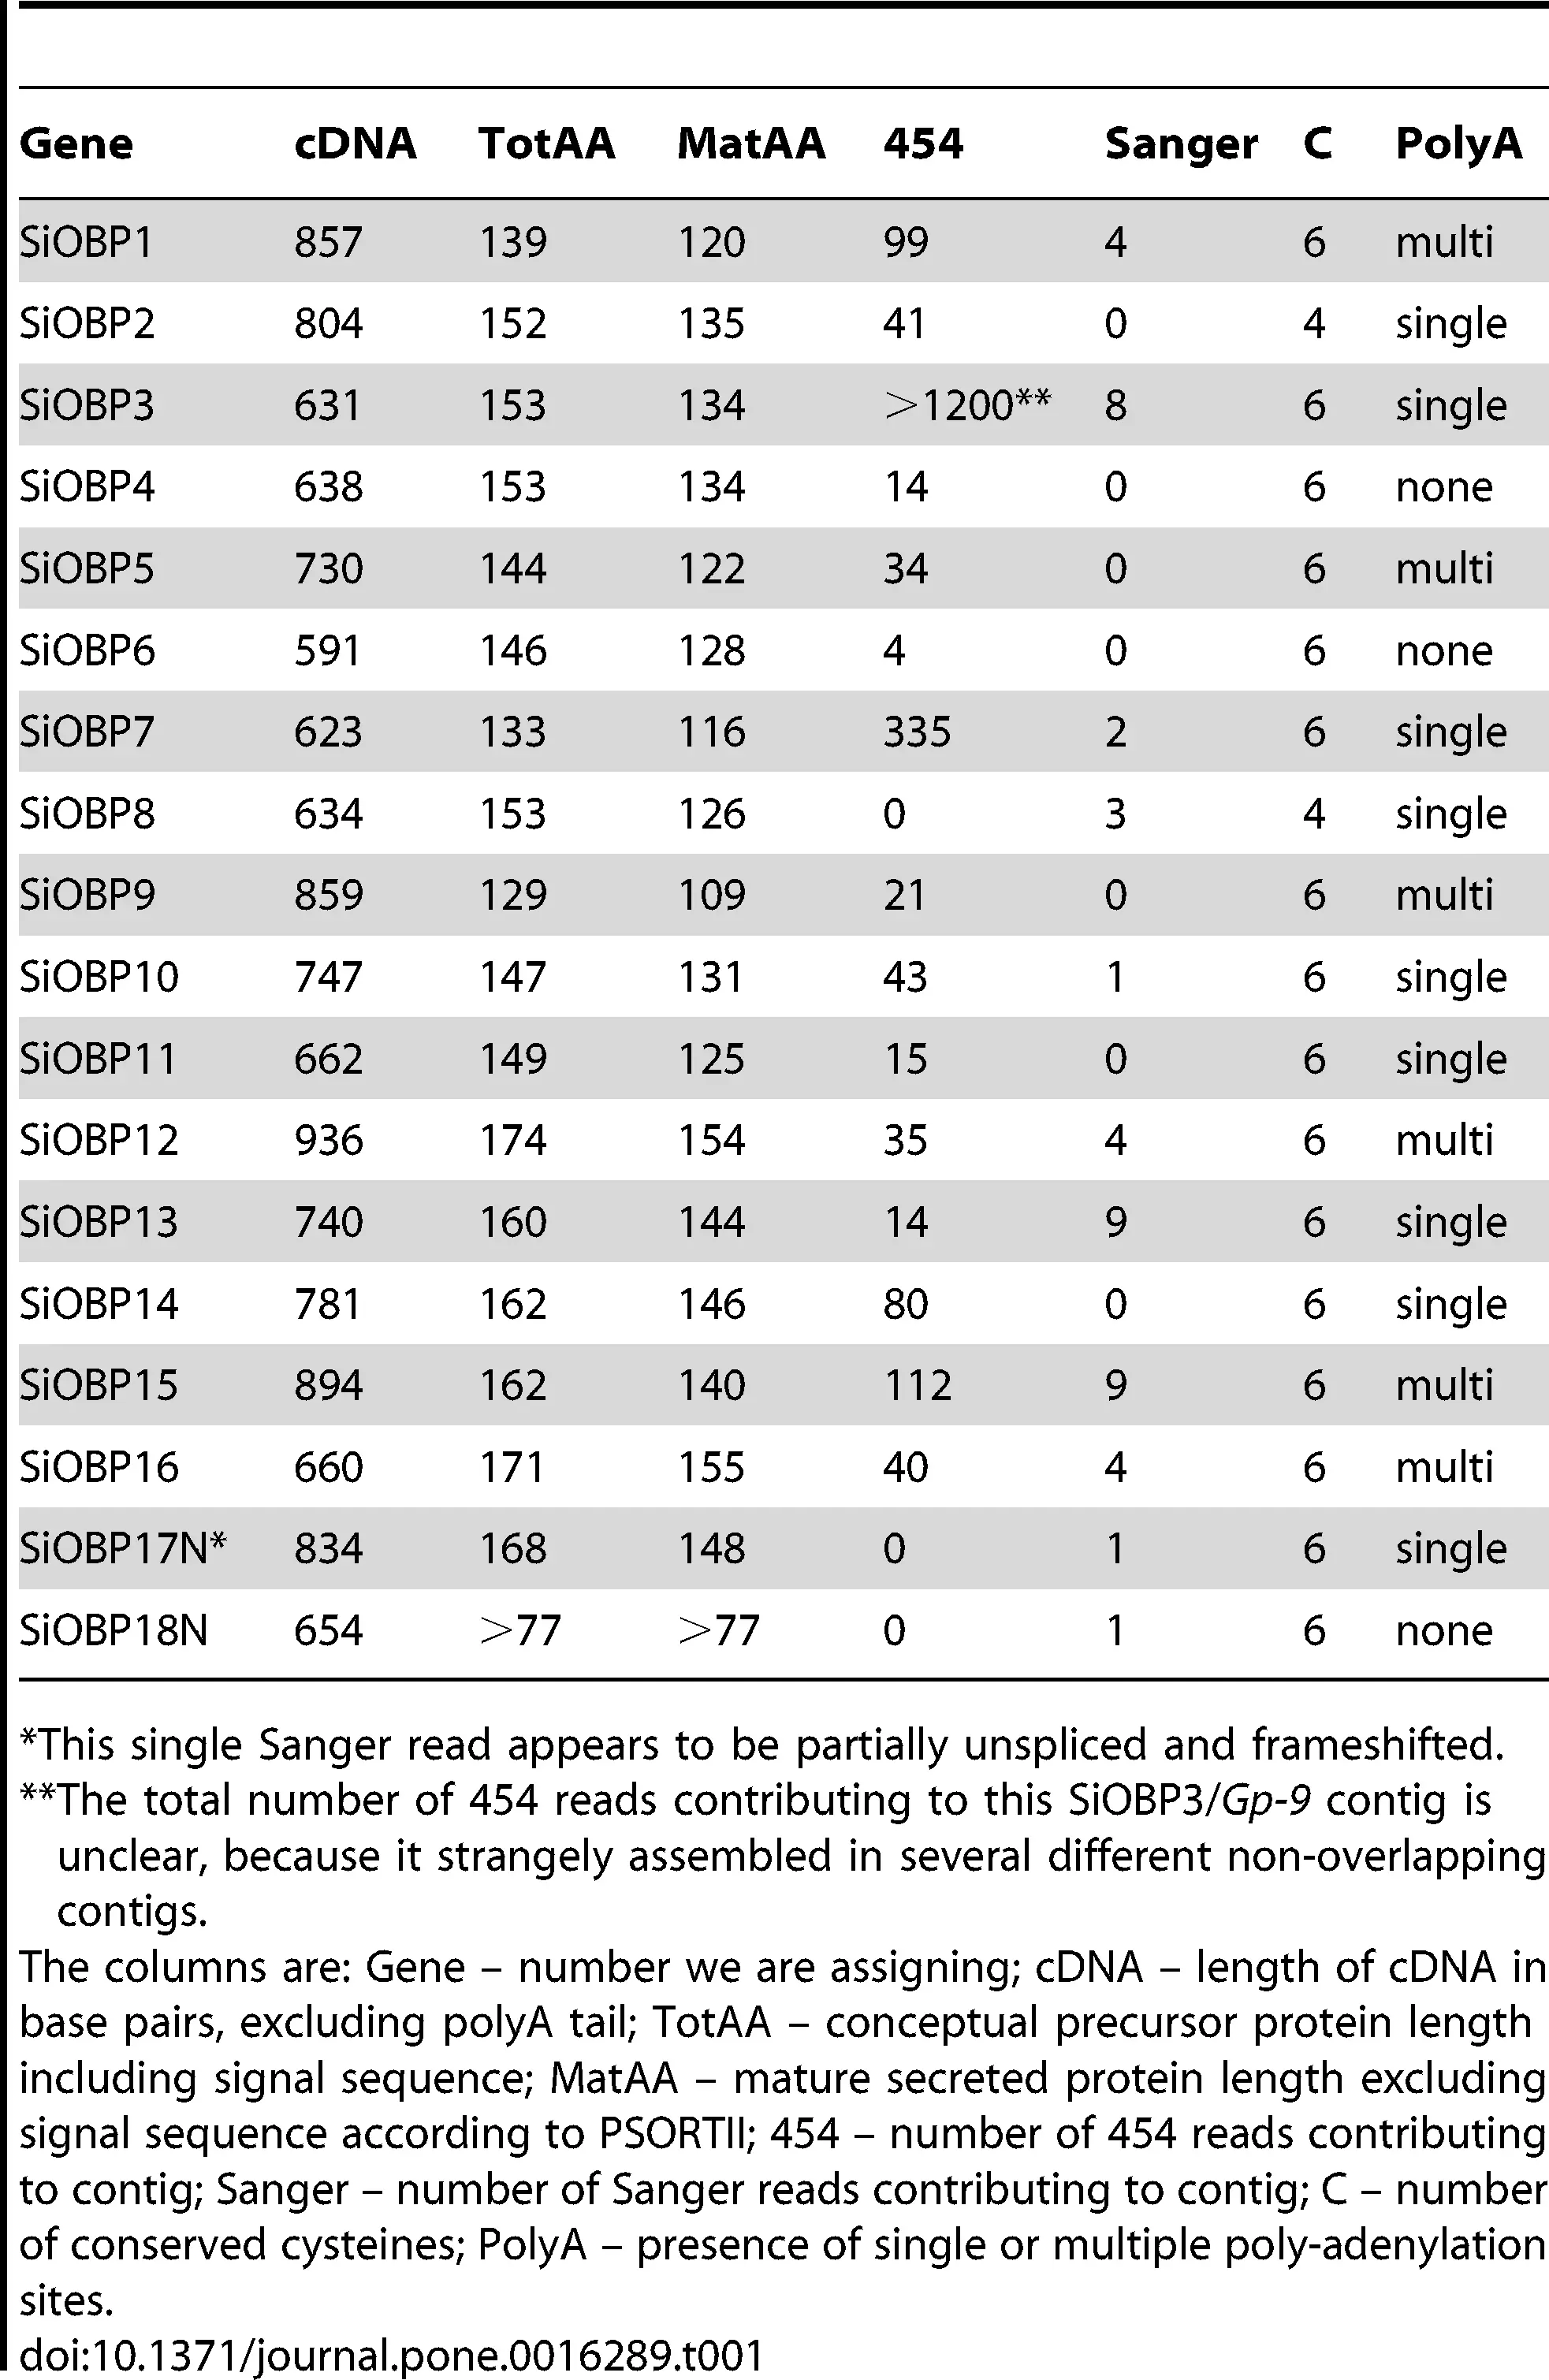 Gene cDNA TotAA MatAA 454 Sanger C PolyA
SiOBP1 857 139 120 99 4 6 multi
SiOBP2 804 152 135 41 0 4 single
SiOBP3 631 153 134 >1200** 8 6 single
SiOBP4 638 153 134 14 0 6 none
SiOBP5 730 144 122 34 0 6 multi
SiOBP6 591 146 128 4 0 6 none
SiOBP7 623 133 116 335 2 6 single
SiOBP8 634 153 126 0 3 4 single
SiOBP9 859 129 109 21 0 6 multi
SiOBP10 747 147 131 43 1 6 single
SiOBP11 662 149 125 15 0 6 single
SiOBP12 936 174 154 35 4 6 multi
SiOBP13 740 160 144 14 9 6 single
SiOBP14 781 162 146 80 0 6 single
SiOBP15 894 162 140 112 9 6 multi
SiOBP16 660 171 155 40 4 6 multi
SiOBP17N* 834 168 148 0 1 6 single
SiOBP18N 654 >77 >77 0 1 6 none
*This single Sanger read appears to be partially unspliced and frameshifted.
**The total number of 454 reads contributing to this SiOBP3/Gp-9 contig is
unclear, because it strangely assembled in several different non-overlapping
contigs.
The columns are: Gene – number we are assigning; cDNA – length of cDNA in
base pairs, excluding polyA tail; TotAA – conceptual precursor protein length
including signal sequence; MatAA – mature secreted protein length excluding
signal sequence according to PSORTII; 454 – number of 454 reads contributing
to contig; Sanger – number of Sanger reads contributing to contig; C – number
of conserved cysteines; PolyA – presence of single or multiple poly-adenylation
sites.
doi:10.1371/journal.pone.0016289.t001